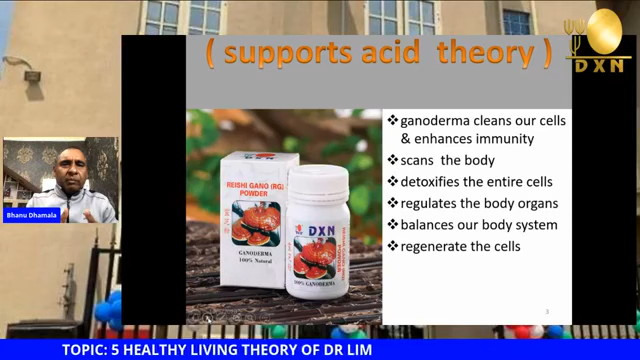 ( supports acid theory )
DXN
❖ganoderma cleans our cells
& enhances immunity
❖scans the body
❖detoxifies the entire cells
❖regulates the body organs
❖balances our body system
❖regenerate the cells
REISHI GANO (RG)
POWDER
GANODERMA
100% Natural
DXN
100% GANODERMA
Bhanu Dhamala
3
TOPIC: 5 HEALTHY LIVING THEORY OF DR LIM